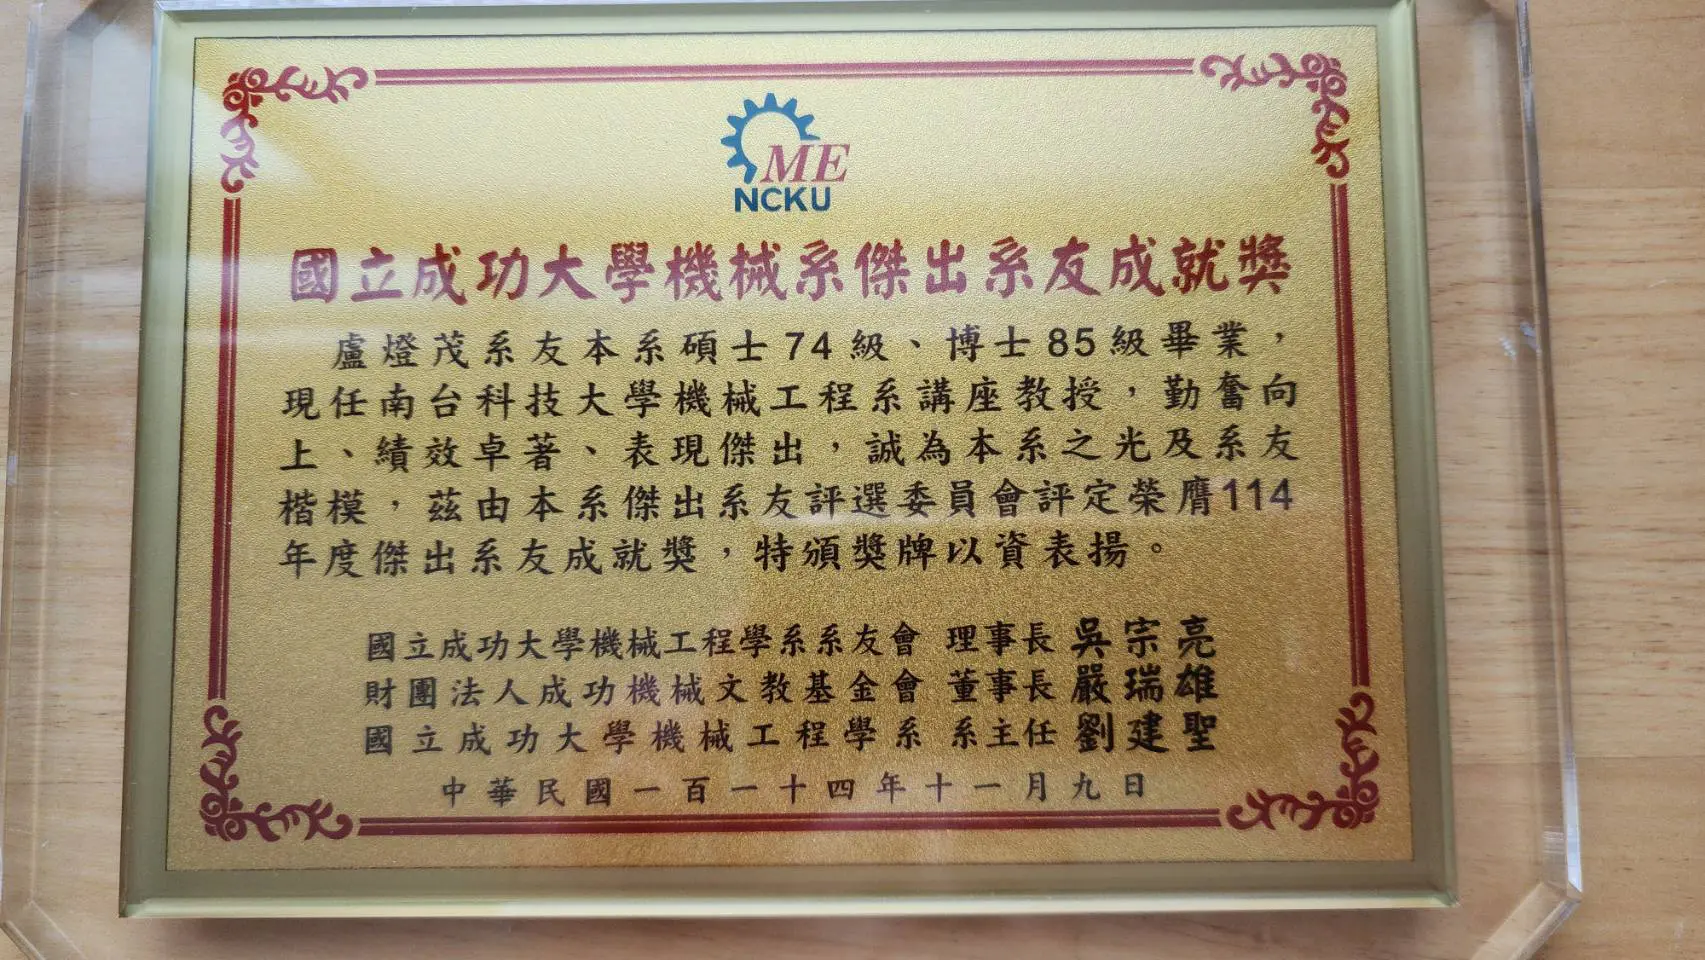 ME
NCKU
國立成功大學機械系傑出系友成就獎
盧燈茂系友本系碩士74級、博士85級畢業，
現任南台科技大學機械工程系講座教授，勤奮向
上、績效卓著、表現傑出，誠為本系之光及系友
楷模，茲由本系傑出系友評選委員會評定榮膺114
年度傑出系友成就獎，特頒獎牌以資表揚。
國立成功大學機械工程學系系友會 理事長 吳宗亮
財團法人成功機械文教基金會 董事長 嚴瑞雄
國立成功大學機械工程學系 系主任 劉建聖
中華民國一百一十四年十一月九日